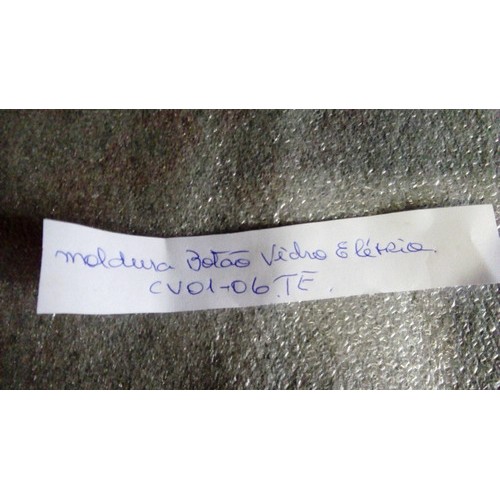 Moldura Botão Vidro Elétrico.
CV01-06 TE.